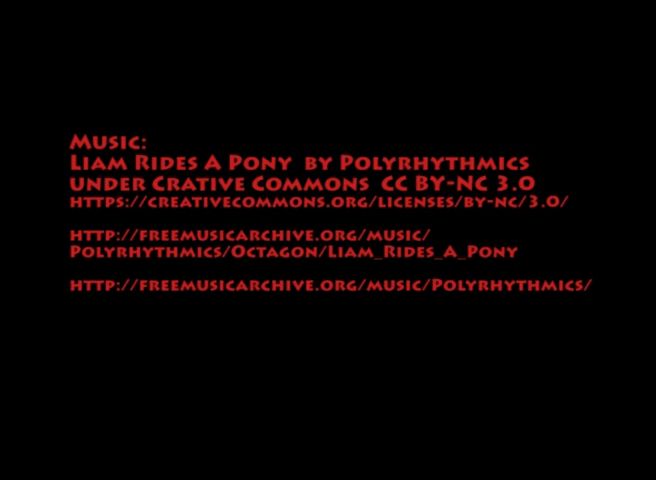 Music:
Liam Rides A Pony by Polyrhythmics
under Crative Commons CC BY-NC 3.0
https://creativecommons.org/licenses/by-nc/3.0/
http://freemusicarchive.org/music/
Polyrhythmics/Octagon/Liam_Rides_A_Pony
http://freemusicarchive.org/music/Polyrhythmics/